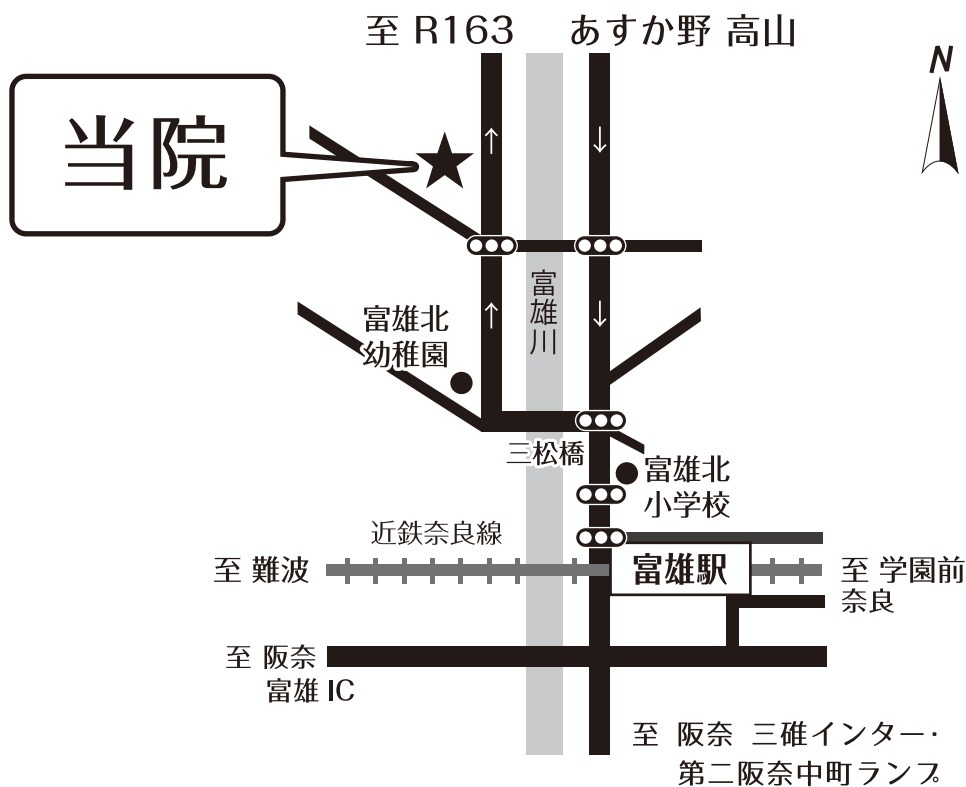 至 R163
あすか野 高山
N
当院
富雄川
富雄北
幼稚園
三松橋
富雄北
小学校
近鉄奈良線
至 難波
富雄駅
至 学園前
奈良
至 阪奈
富雄 IC
至 阪奈 三碓インター・
第二阪奈中町ランプ